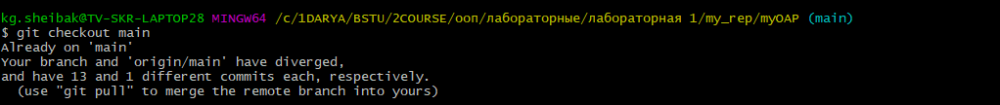 kg.sheibak@TV-SKR-LAPTOP28 MINGW64 /c/1DARYA/BSTU/2COURSE/ооп/лабораторные/лабораторная 1/my_rep/myOAP (main)
$ git checkout main
Already on 'main'
Your branch and 'origin/main' have diverged,
and have 13 and 1 different commits each, respectively.
  (use "git pull" to merge the remote branch into yours)